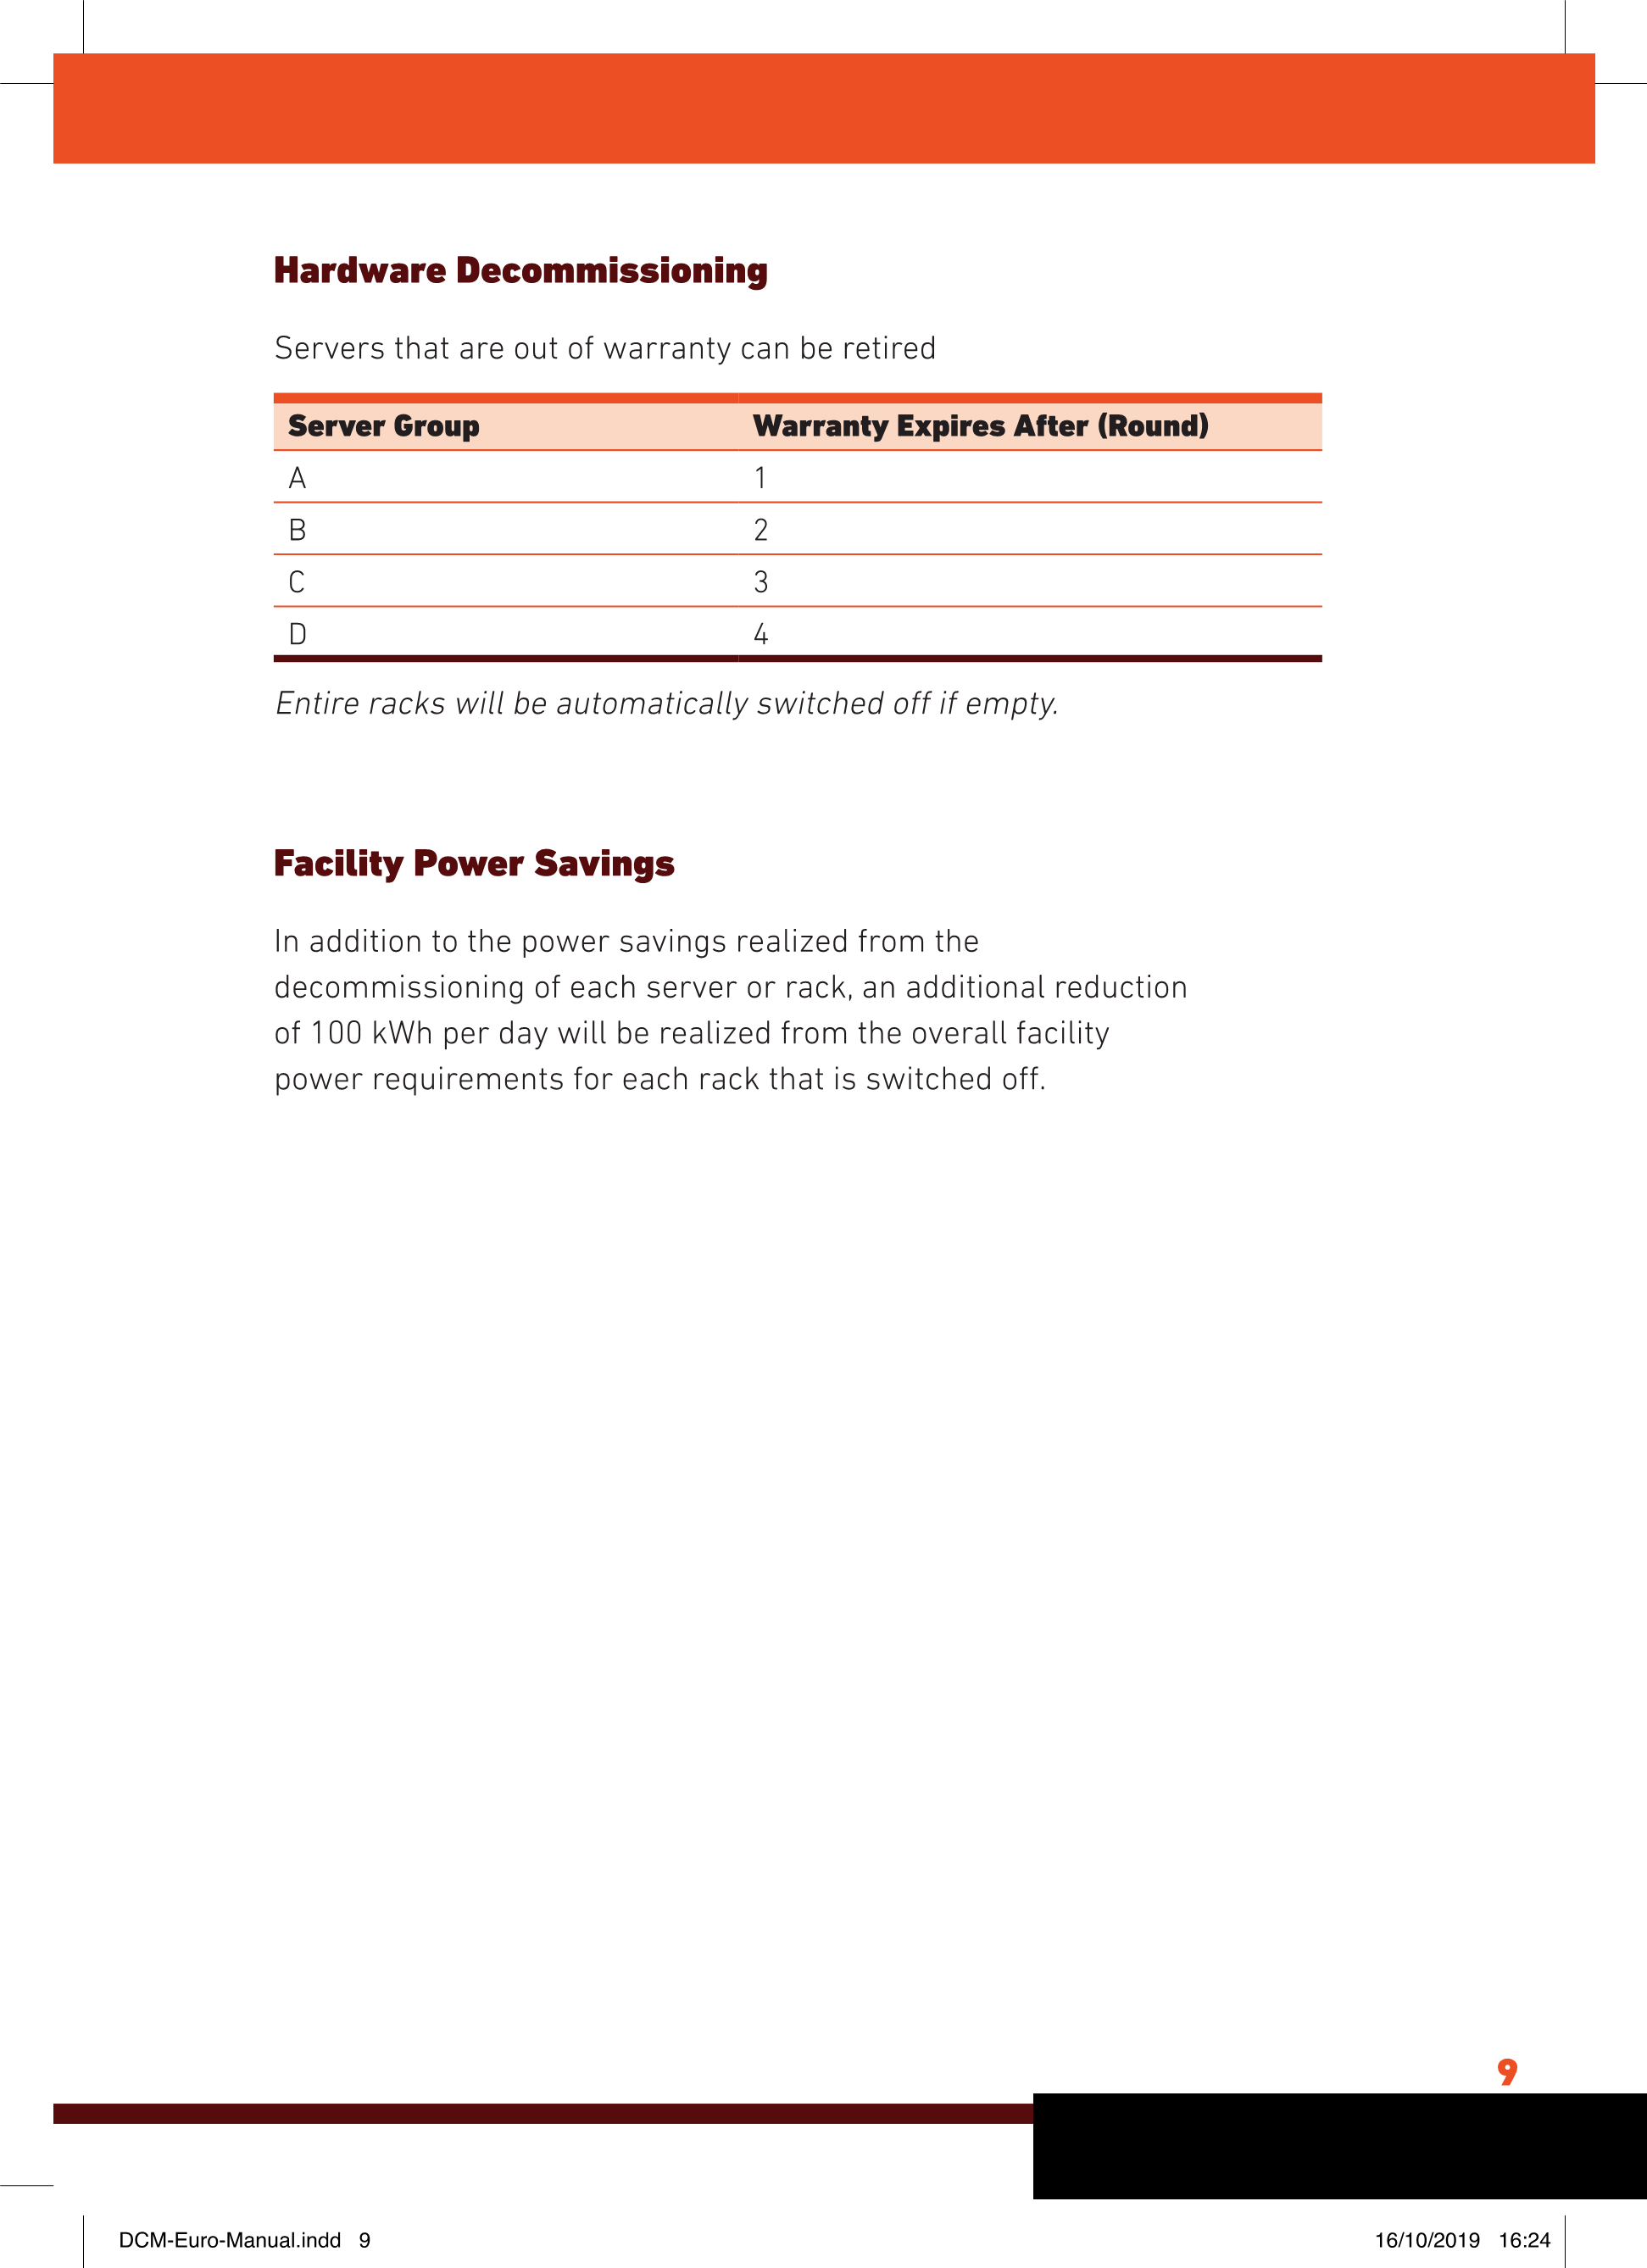 Hardware Decommissioning
Servers that are out of warranty can be retired
Server Group Warranty Expires After (Round)
A 1
B 2
C 3
D 4
Entire racks will be automatically switched off if empty.
Facility Power Savings
In addition to the power savings realized from the
decommissioning of each server or rack, an additional reduction
of 100 kWh per day will be realized from the overall facility
power requirements for each rack that is switched off.
9
DCM-Euro-Manual.indd 9 16/10/2019 16:24